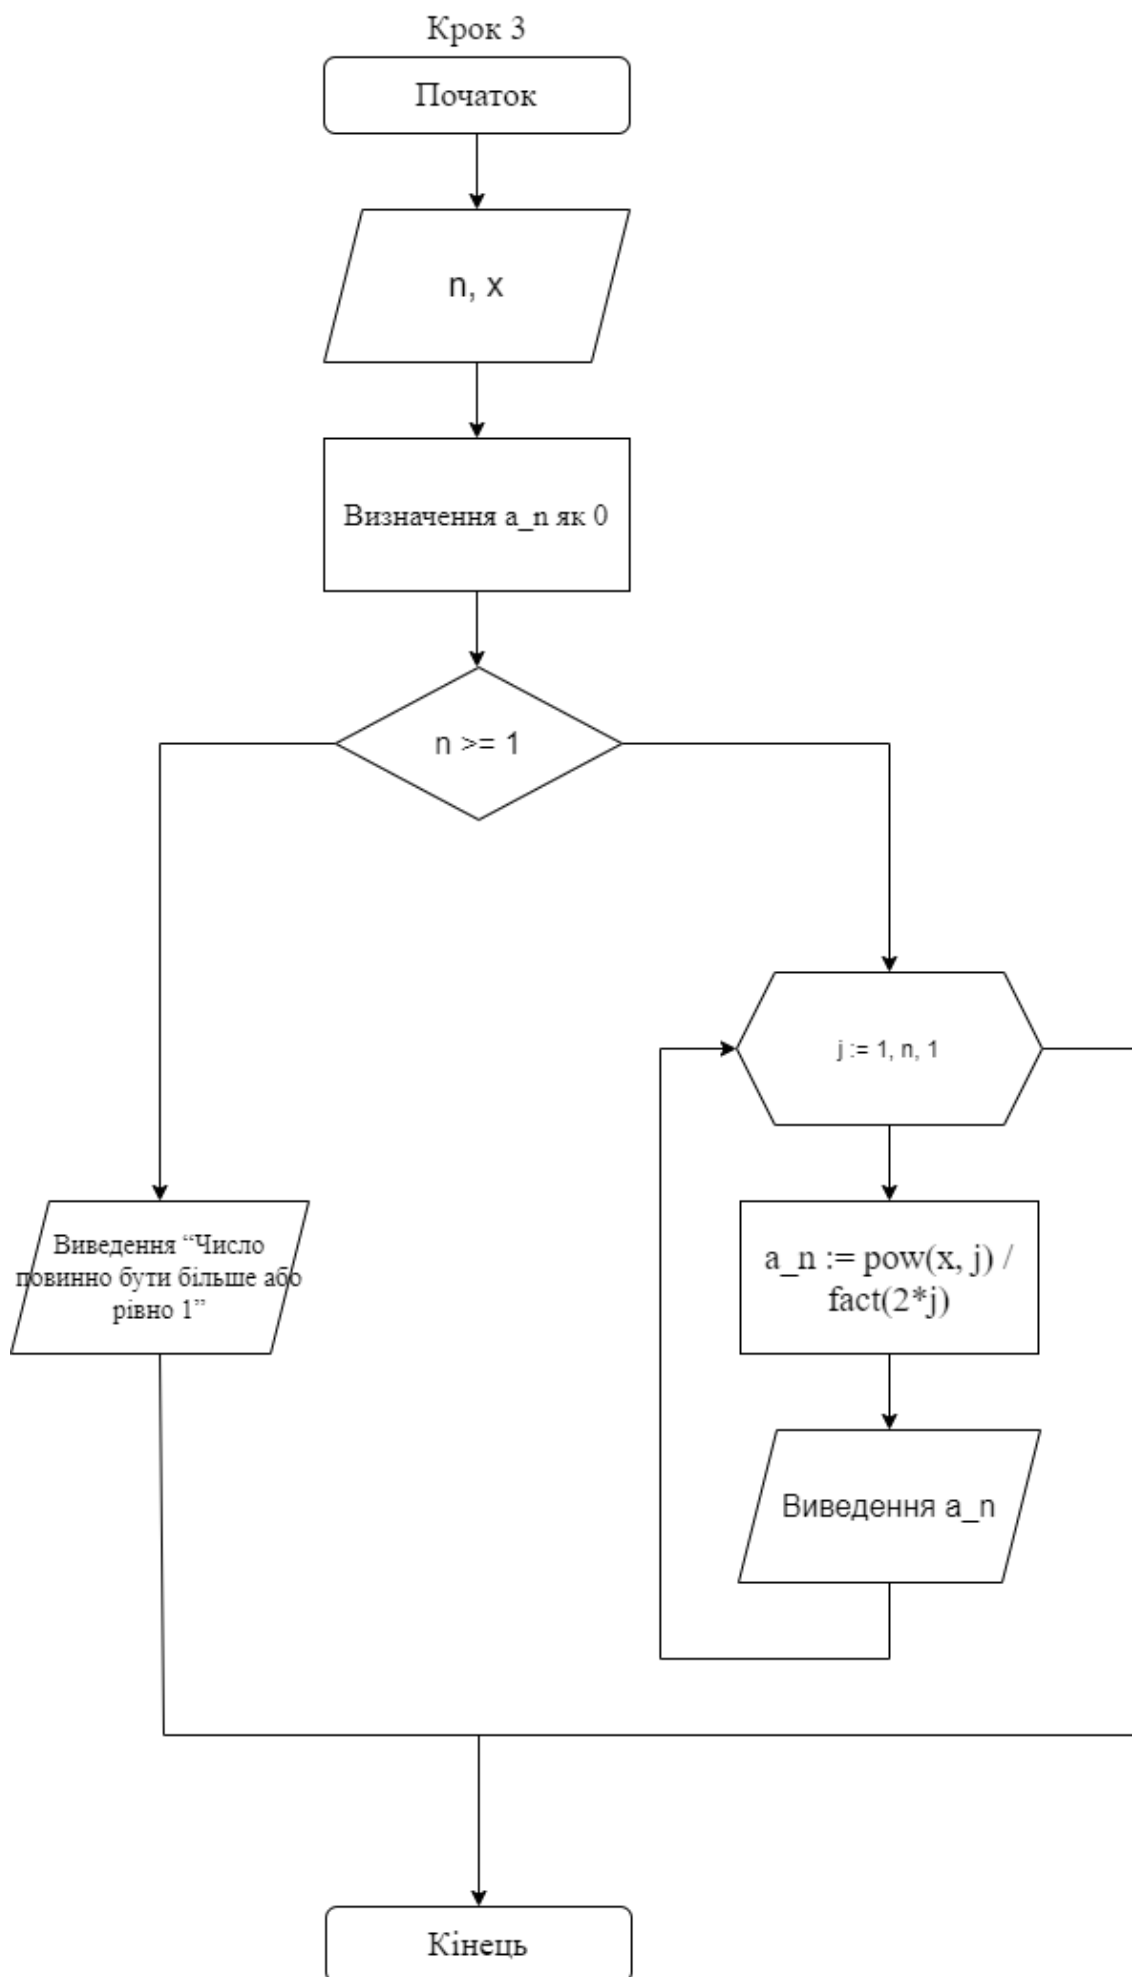 Крок 3
Початок
n, x
Визначення a_n як 0
n >= 1
j := 1, n, 1
Виведення “Число
повинно бути більше або
рівно 1”
a_n := pow(x, j) /
fact(2*j)
Виведення a_n
Кінець